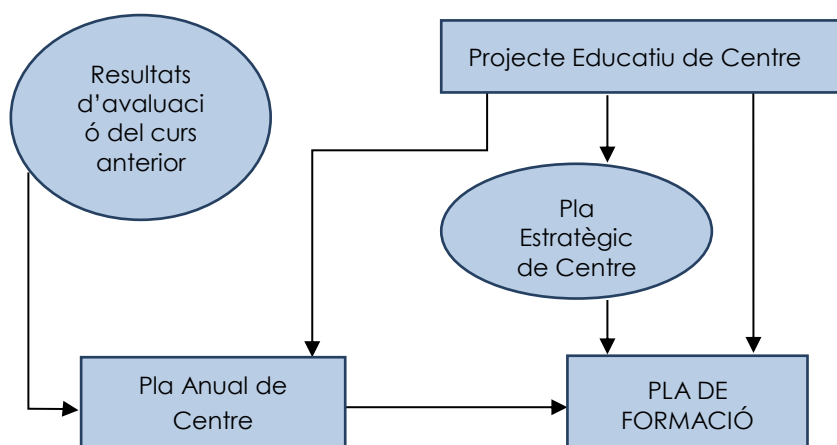 Resultats
d'avaluaci
ó del curs
anterior
Projecte Educatiu de Centre
Pla
Estratègic
de Centre
Pla Anual de
Centre
PLA DE
FORMACIÓ